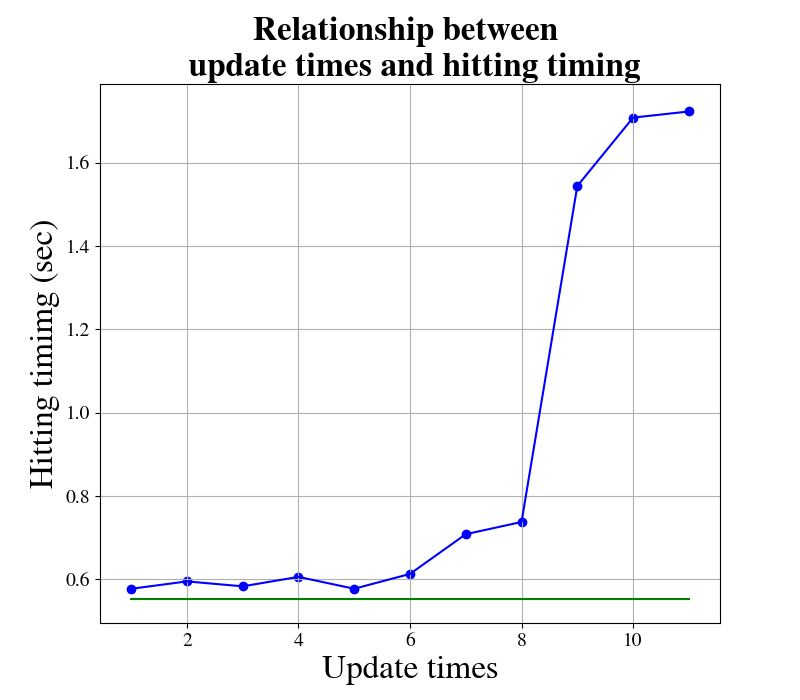 Relationship between
update times and hitting timing
Hitting timimg (sec)
1.6
1.4
1.2
1.0
0.8
0.6
2 4 6 8 10
Update times